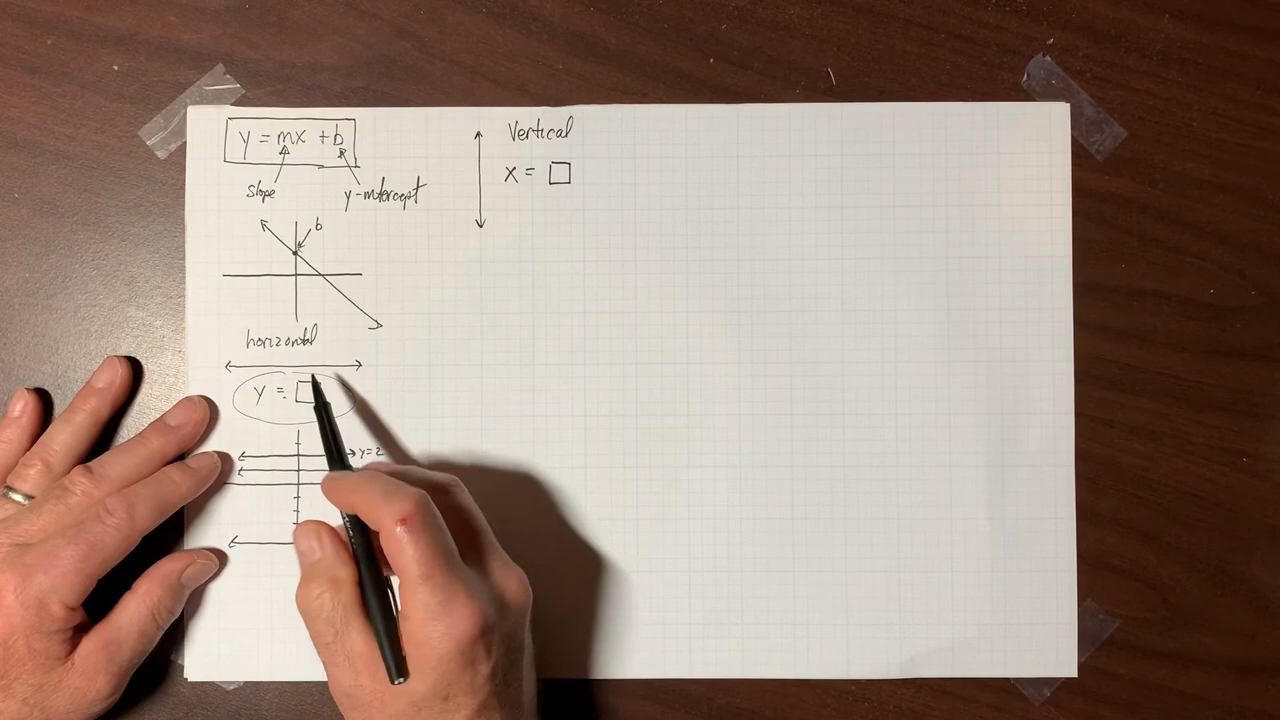 y = mx + b
slope
y-intercept
b
horizontal
y = □
y=2
Vertical
x = □